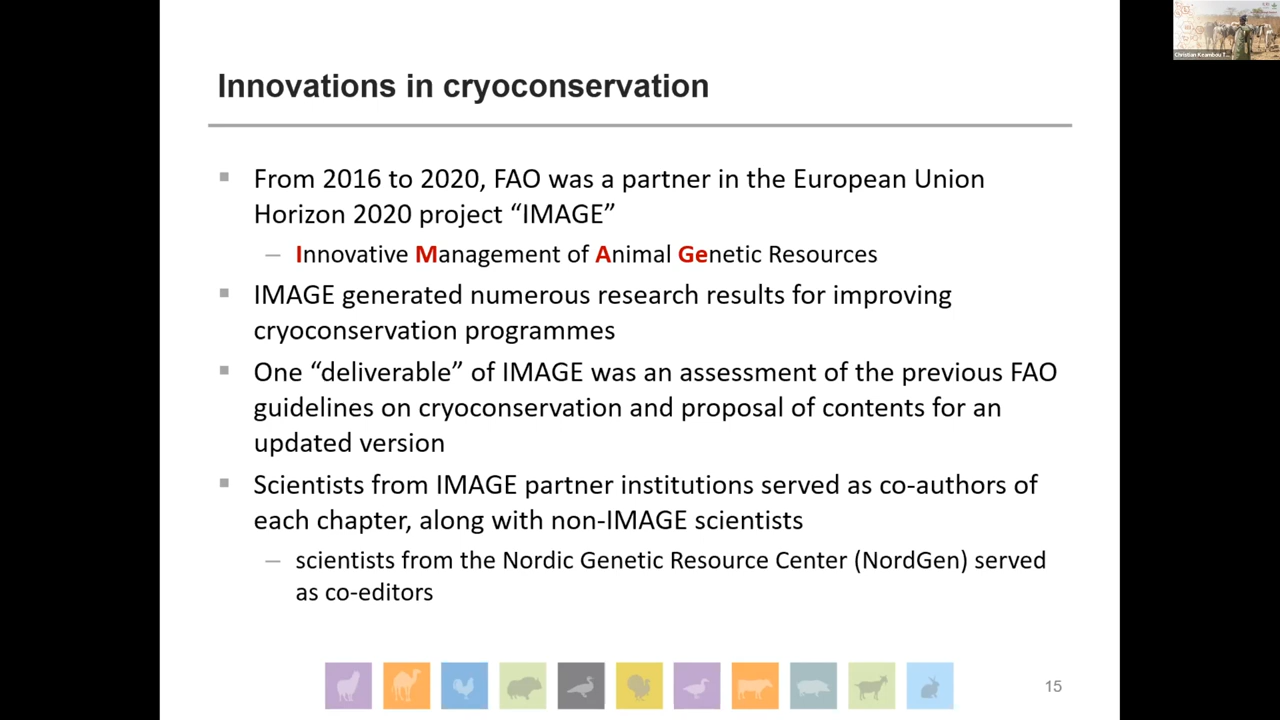 Innovations in cryoconservation
From 2016 to 2020, FAO was a partner in the European Union
Horizon 2020 project “IMAGE”
– Innovative Management of Animal Genetic Resources
IMAGE generated numerous research results for improving
cryoconservation programmes
One “deliverable” of IMAGE was an assessment of the previous FAO
guidelines on cryoconservation and proposal of contents for an
updated version
Scientists from IMAGE partner institutions served as co-authors of
each chapter, along with non-IMAGE scientists
– scientists from the Nordic Genetic Resource Center (NordGen) served
as co-editors
15
Christian Keambou T...